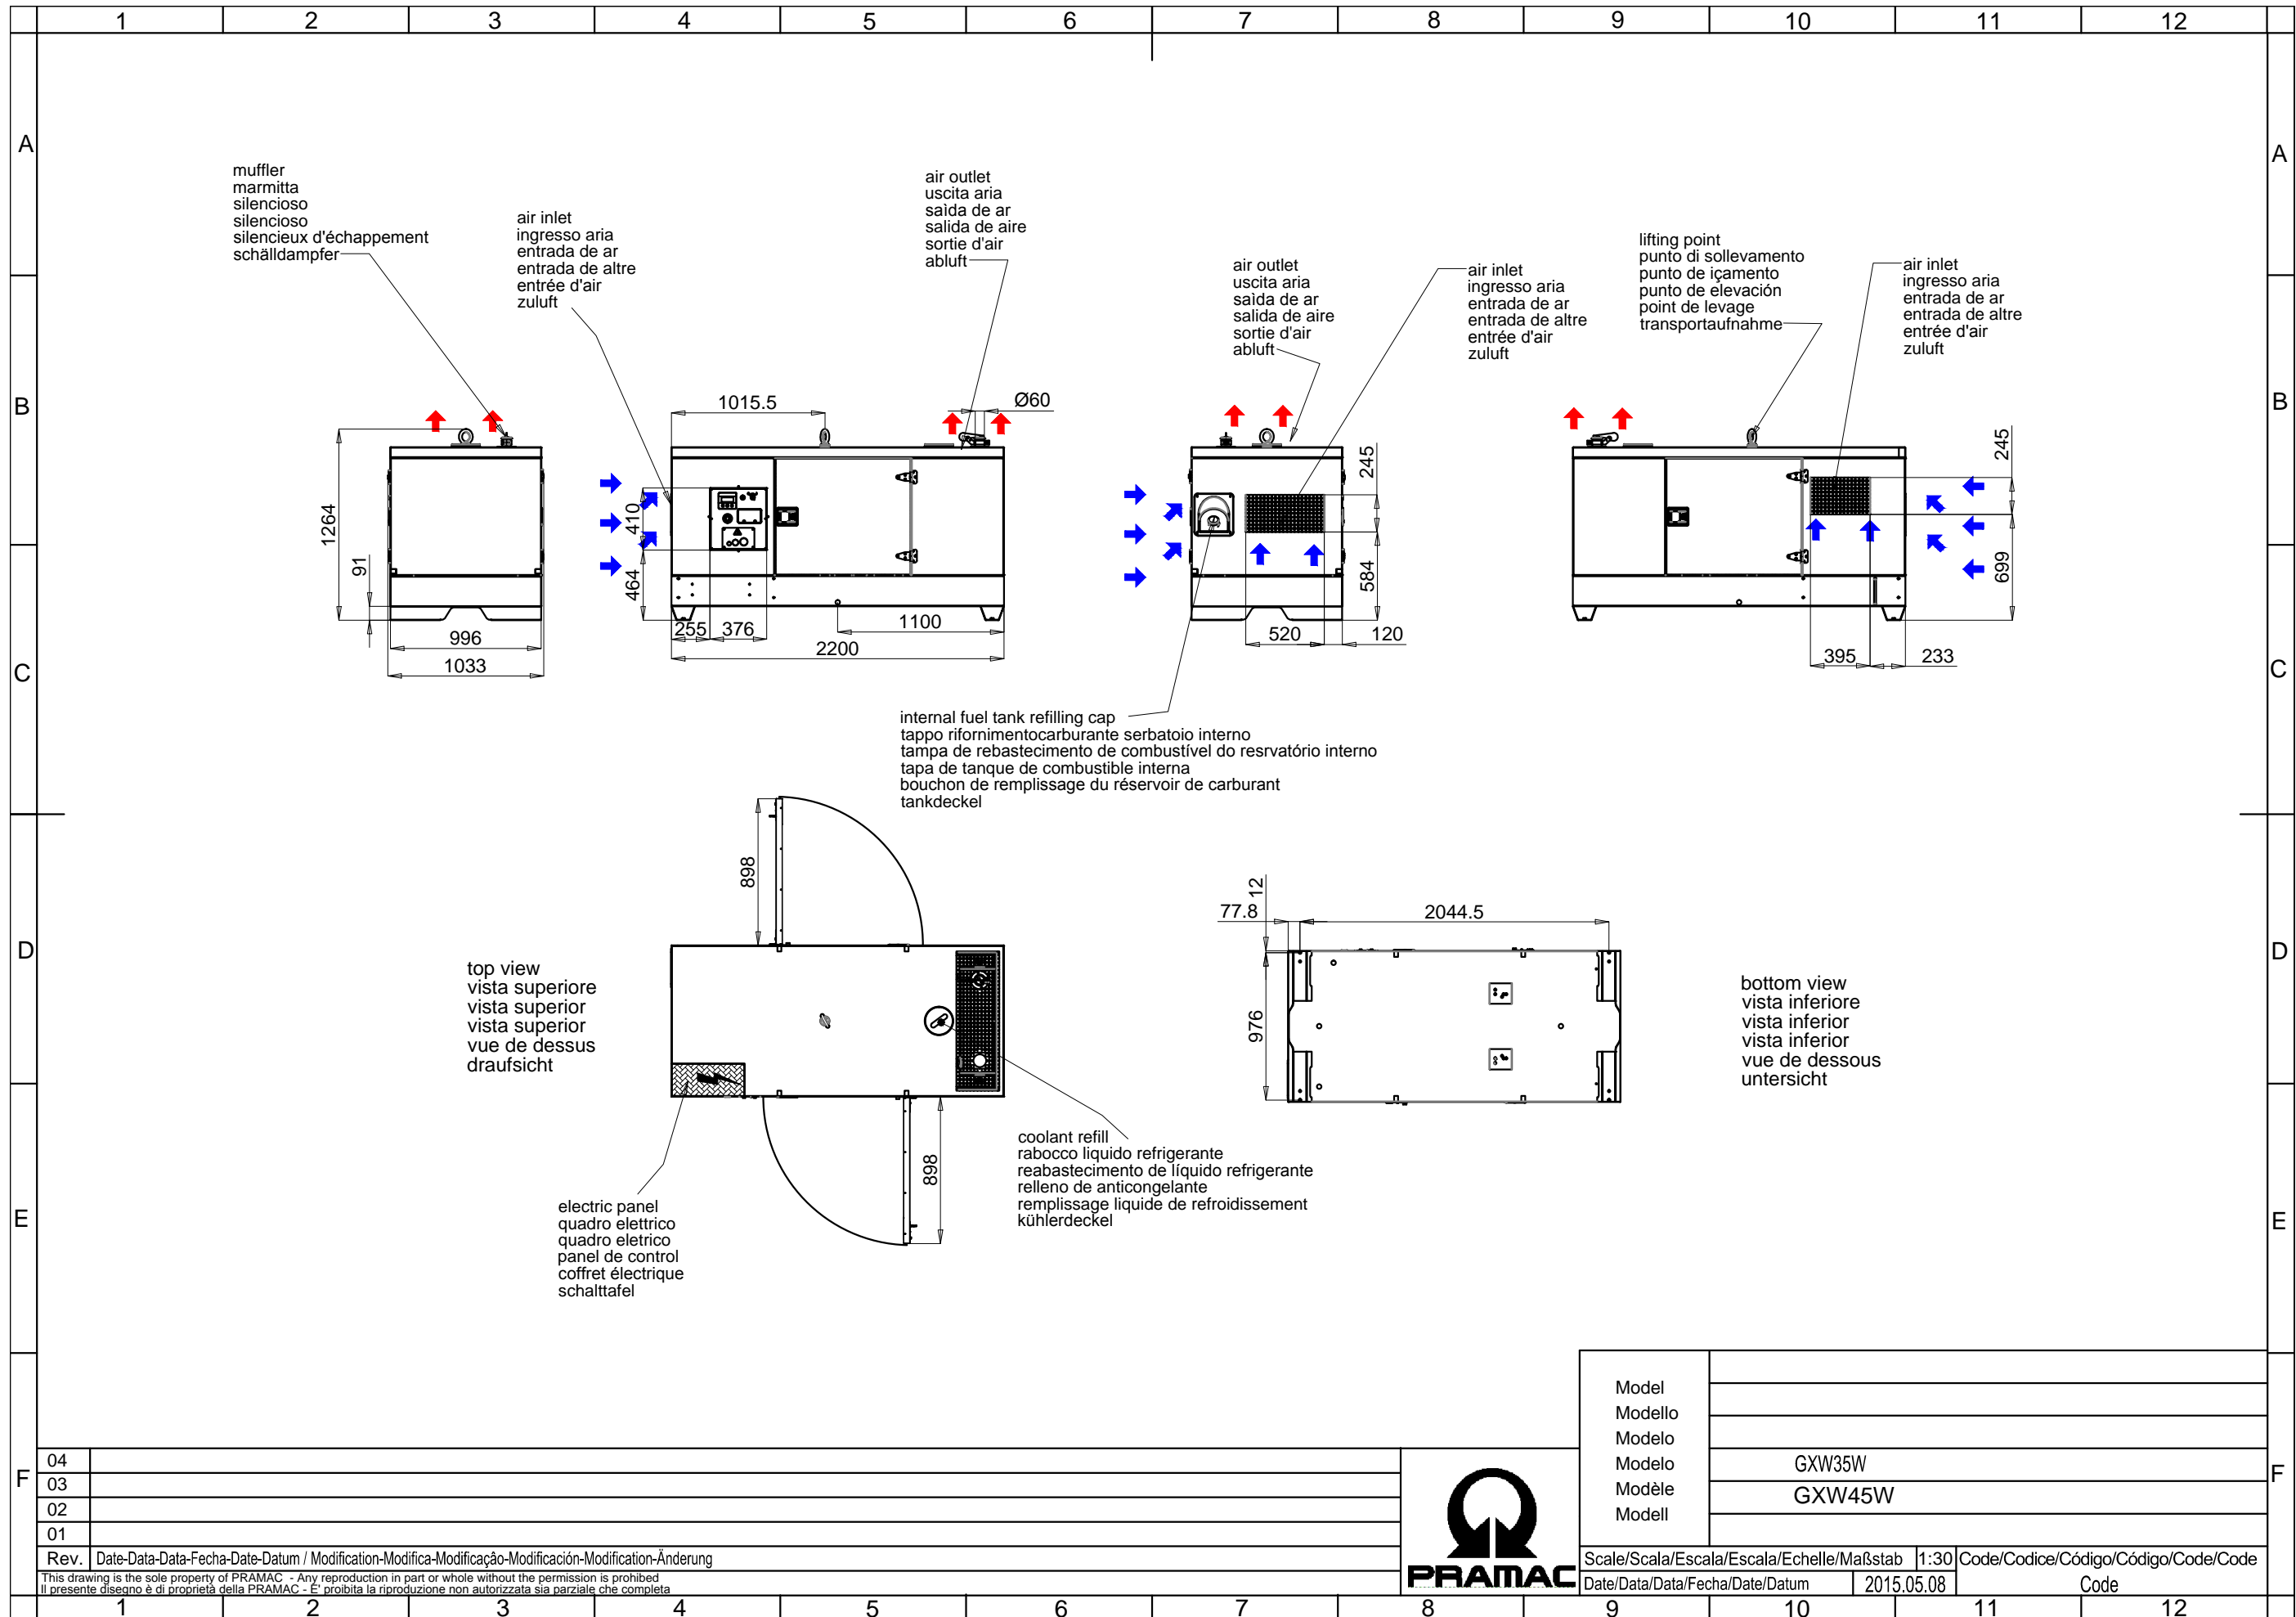 1 2 3 4 5 6 7 8 9 10 11 12
A
A
muffler
marmitta
silencioso
silencioso
silencieux d'échappement
schälldampfer
air inlet
ingresso aria
entrada de ar
entrada de altre
entrée d'air
zuluft
air outlet
uscita aria
saìda de ar
salida de aire
sortie d'air
abluft
air outlet
uscita aria
saìda de ar
salida de aire
sortie d'air
abluft
air inlet
ingresso aria
entrada de ar
entrada de altre
entrée d'air
zuluft
lifting point
punto di sollevamento
punto de içamento
punto de elevación
point de levage
transportaufnahme
air inlet
ingresso aria
entrada de ar
entrada de altre
entrée d'air
zuluft
B
B
1264
91
996
1033
1015.5
Ø60
410
464
255
376
1100
2200
245
584
520
120
245
699
395
233
C
C
internal fuel tank refilling cap
tappo rifornimentocarburante serbatoio interno
tampa de rebastecimento de combustível do resrvatório interno
tapa de tanque de combustible interna
bouchon de remplissage du réservoir de carburant
tankdeckel
D
D
898
898
top view
vista superiore
vista superior
vista superior
vue de dessus
draufsicht
77.8
12
2044.5
976
bottom view
vista inferiore
vista inferior
vista inferior
vue de dessous
untersicht
coolant refill
rabocco liquido refrigerante
reabastecimento de líquido refrigerante
relleno de anticongelante
remplissage liquide de refroidissement
kühlerdeckel
electric panel
quadro elettrico
quadro eletrico
panel de control
coffret électrique
schalttafel
E
E
F
F
04
03
02
01
Rev. Date-Data-Data-Fecha-Date-Datum / Modification-Modifica-Modificação-Modificación-Modification-Änderung
This drawing is the sole property of PRAMAC - Any reproduction in part or whole without the permission is prohibed
Il presente disegno è di proprietà della PRAMAC - E' proibita la riproduzione non autorizzata sia parziale che completa
PRAMAC
Model
Modello
Modelo
Modelo
Modèle
Modell
GXW35W
GXW45W
Scale/Scala/Escala/Escala/Echelle/Maßstab 1:30
Code/Codice/Código/Código/Code/Code
Date/Data/Data/Fecha/Date/Datum 2015.05.08
Code
1 2 3 4 5 6 7 8 9 10 11 12